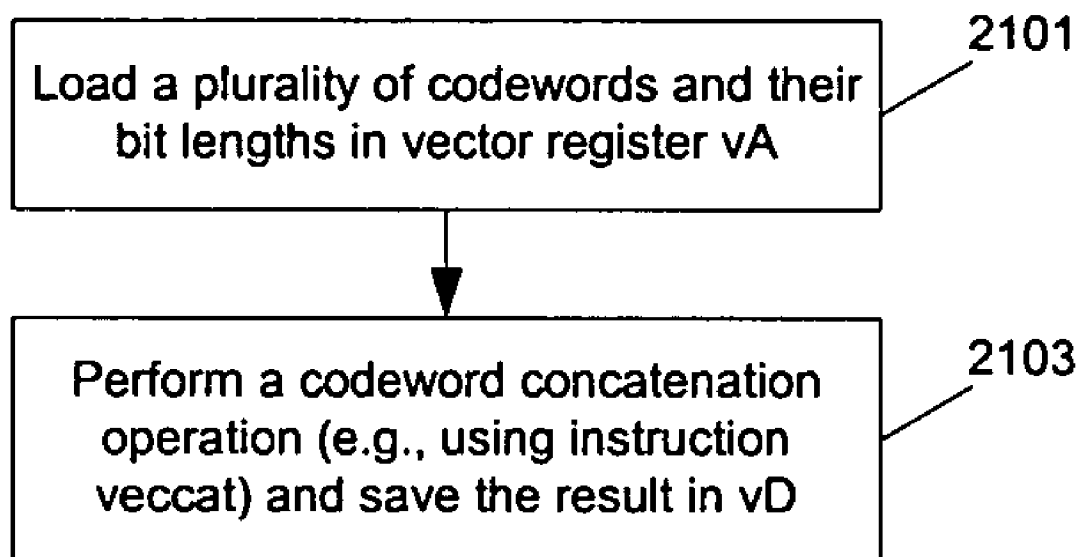 2101
Load a plurality of codewords and their
bit lengths in vector register vA
2103
Perform a codeword concatenation
operation (e.g., using instruction
veccat) and save the result in vD